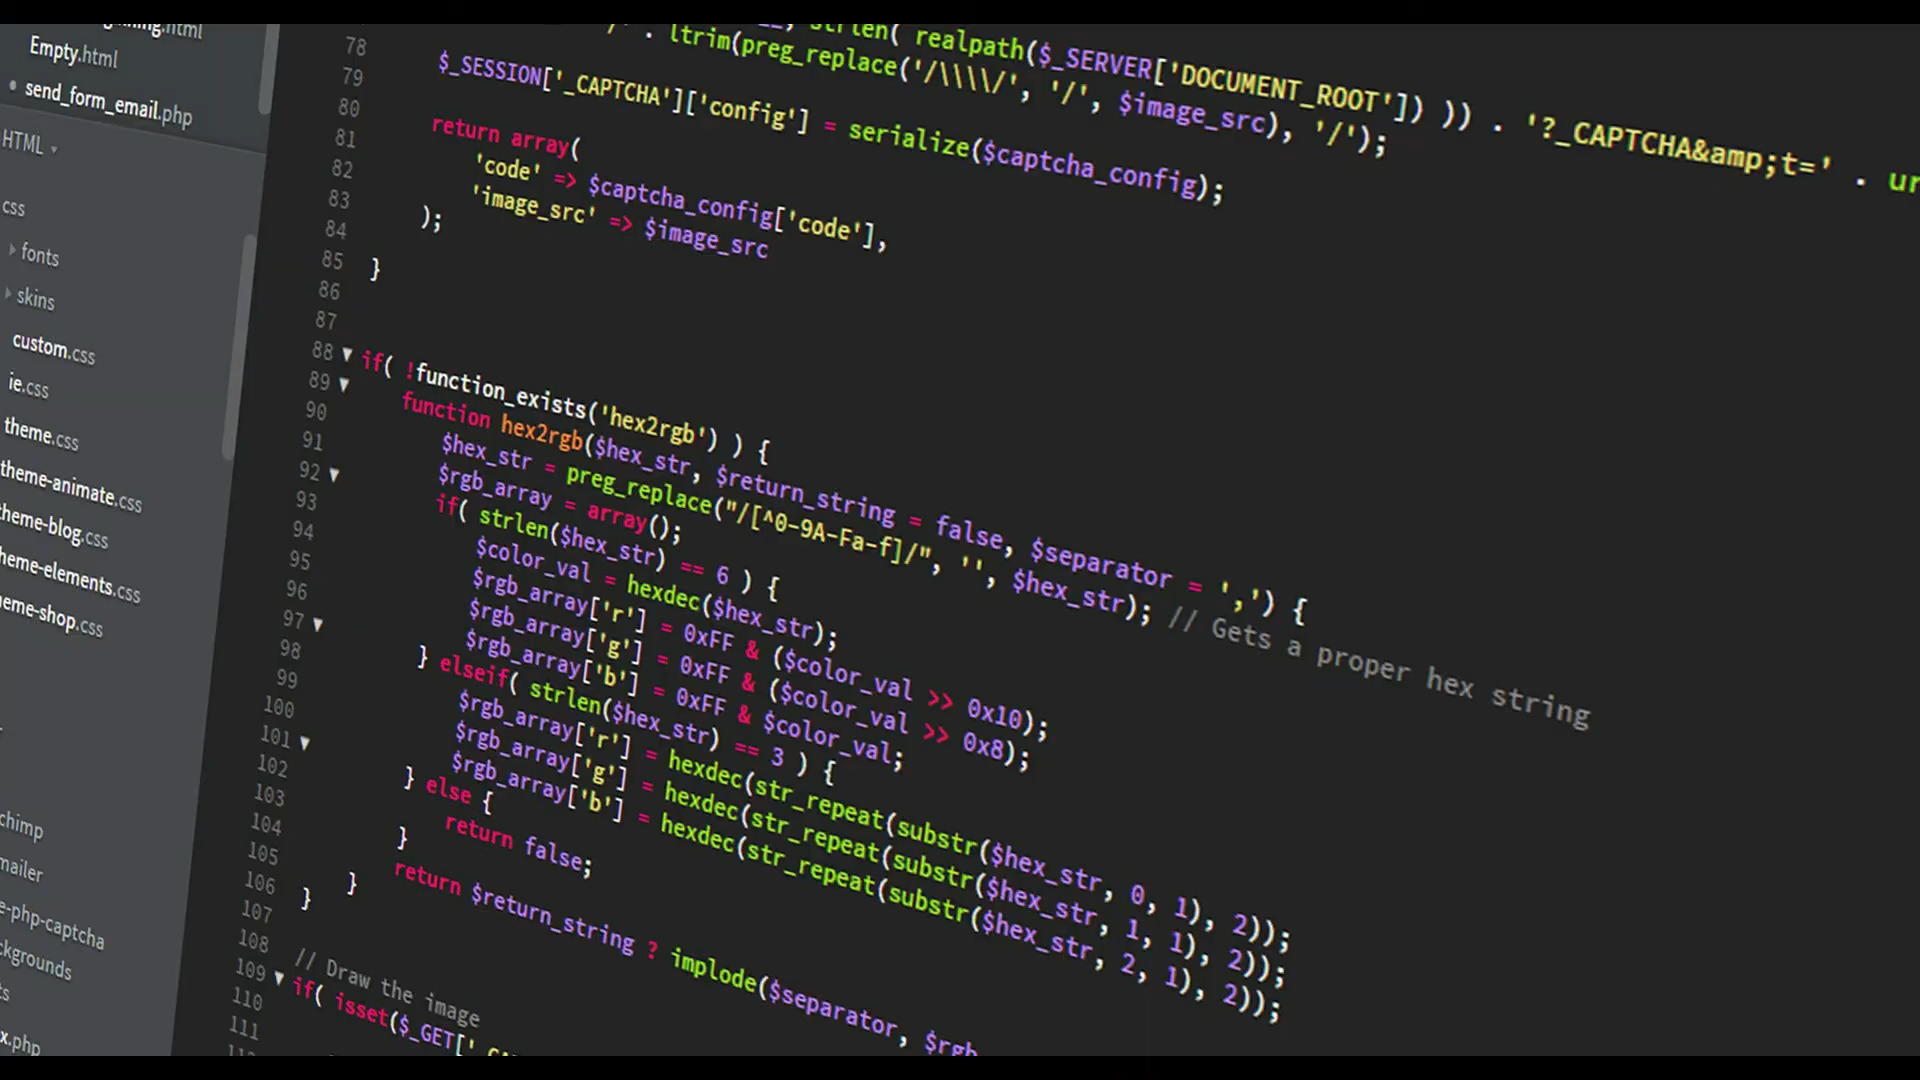 Empty.html
send_form_email.php
HTML
css
fonts
skins
custom.css
ie.css
theme.css
theme-animate.css
heme-blog.css
heme-elements.css
eme-shop.css
chimp
mailer
e-php-captcha
ckgrounds
ts
x.php
78
79
80
81
82
83
84
85
86
87
88
89
90
91
92
93
94
95
96
97
98
99
100
101
102
103
104
105
106
107
108
109
110
111
strlen( realpath($_SERVER['DOCUMENT_ROOT']) )) . '?_CAPTCHA&amp;t=' . ur
. ltrim(preg_replace('/\\\\/', '/', $image_src), '/');
$_SESSION['_CAPTCHA']['config'] = serialize($captcha_config);
return array(
'code' => $captcha_config['code'],
'image_src' => $image_src
);
}
if( !function_exists('hex2rgb') ) {
function hex2rgb($hex_str, $return_string = false, $separator = ',') {
$hex_str = preg_replace("/[^0-9A-Fa-f]/", '', $hex_str); // Gets a proper hex string
$rgb_array = array();
if( strlen($hex_str) == 6 ) {
$color_val = hexdec($hex_str);
$rgb_array['r'] = 0xFF & ($color_val >> 0x10);
$rgb_array['g'] = 0xFF & ($color_val >> 0x8);
$rgb_array['b'] = 0xFF & $color_val;
} elseif( strlen($hex_str) == 3 ) {
$rgb_array['r'] = hexdec(str_repeat(substr($hex_str, 0, 1), 2));
$rgb_array['g'] = hexdec(str_repeat(substr($hex_str, 1, 1), 2));
$rgb_array['b'] = hexdec(str_repeat(substr($hex_str, 2, 1), 2));
} else {
return false;
}
return $return_string ? implode($separator, $rgb
}
}
// Draw the image
if( isset($_GET['